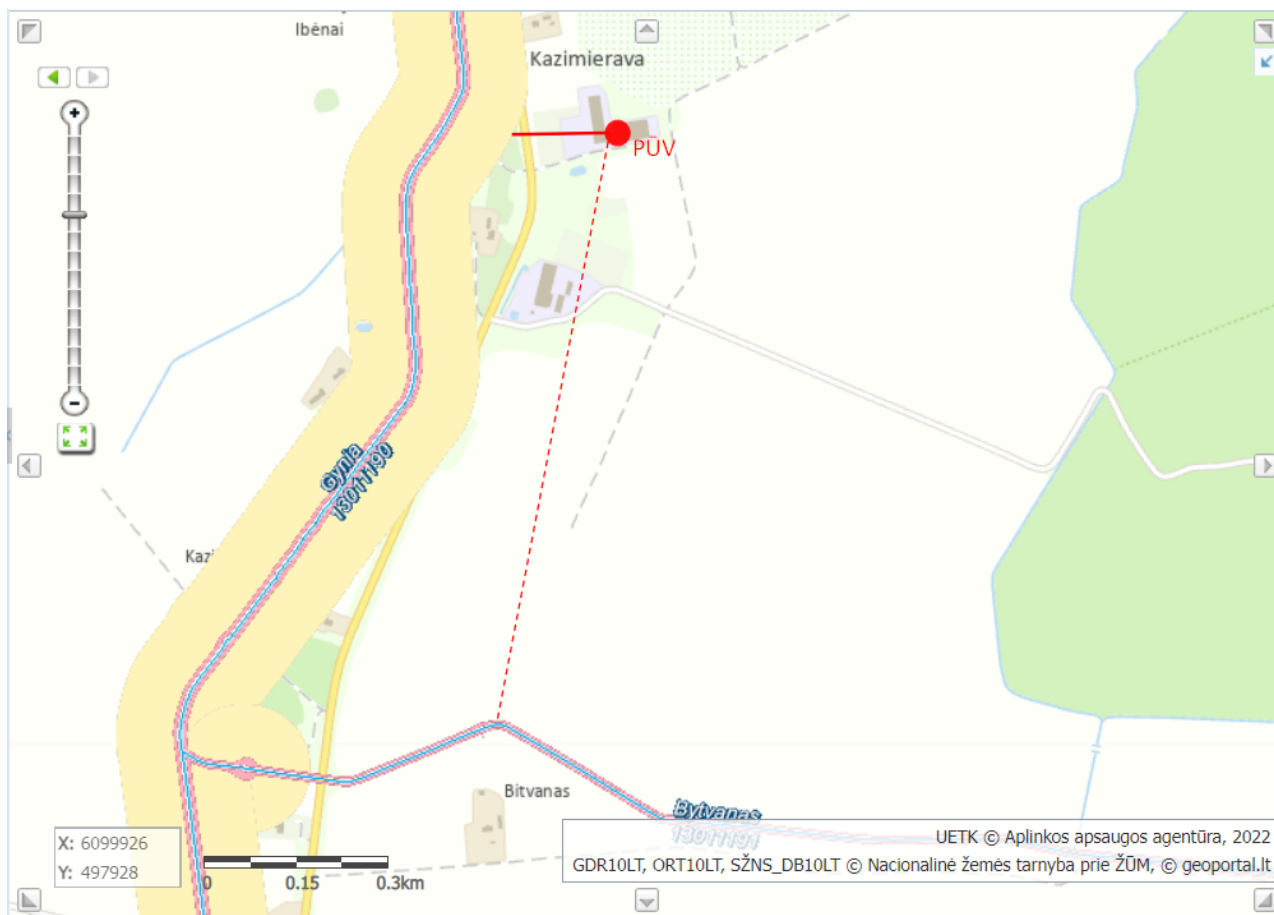 Ibėnai
Kazimierava
PŪV
Gynia
13011190
Kazi
Bitvanas
Bytvanas
13011191
X: 6099926
Y: 497928
0 0.15 0.3km
UETK © Aplinkos apsaugos agentūra, 2022
GDR10LT, ORT10LT, SŽNS_DB10LT © Nacionalinė žemės tarnyba prie ŽŪM, © geoportal.lt